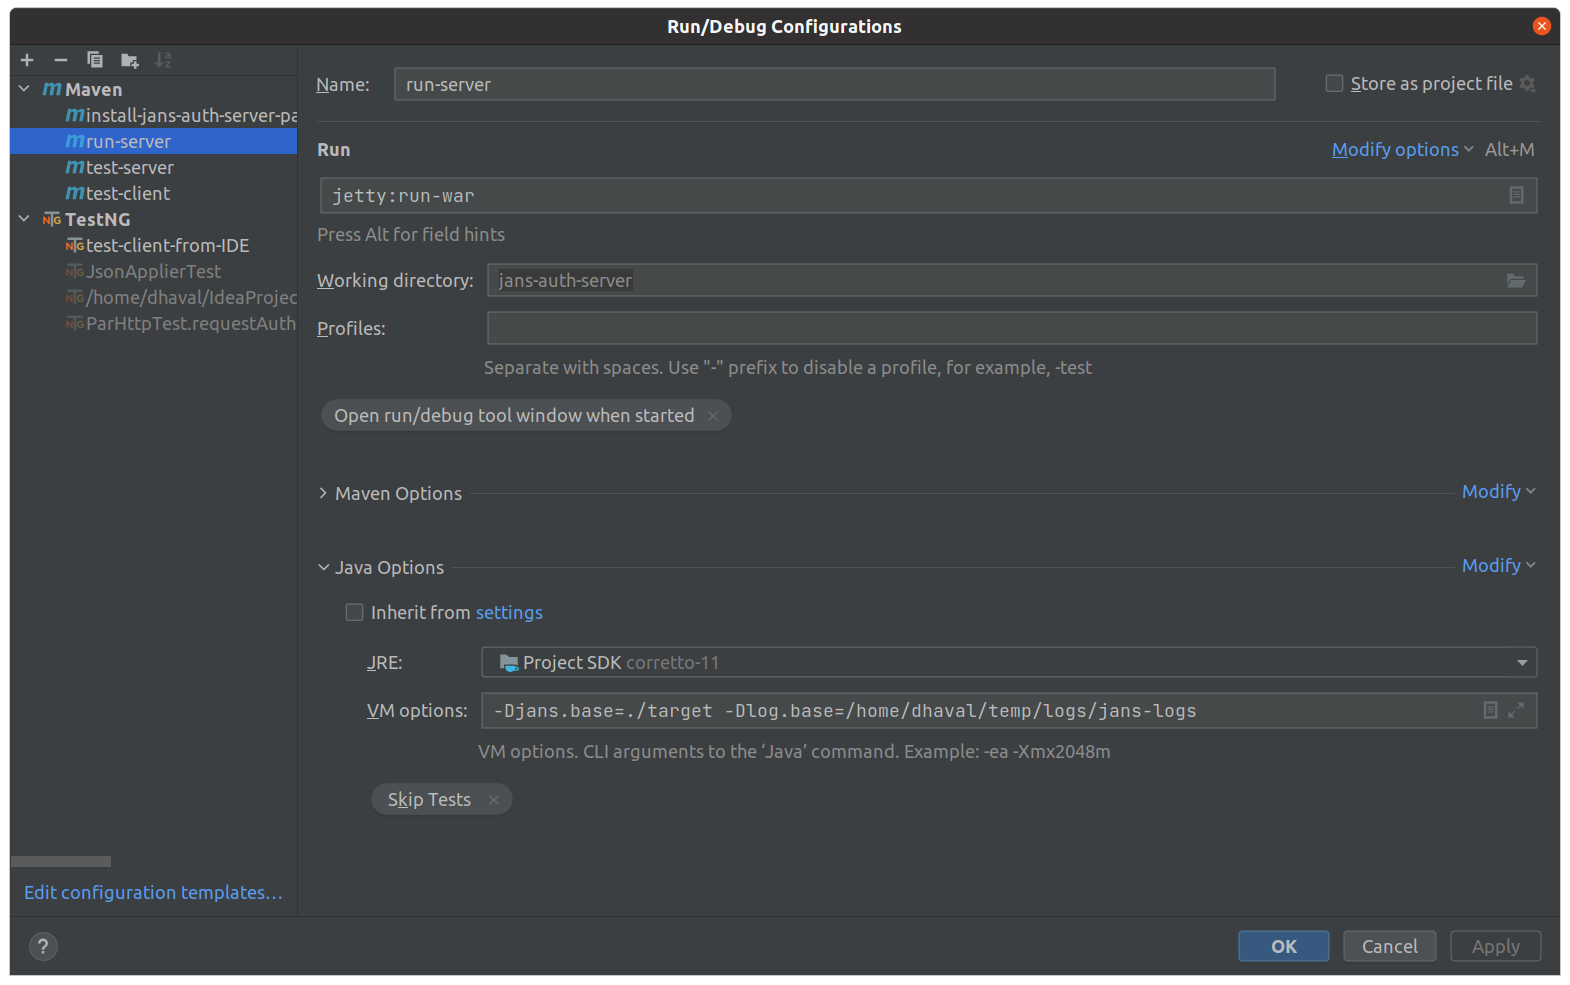 Run/Debug Configurations
Maven
install-jans-auth-server-pa
run-server
test-server
test-client
TestNG
test-client-from-IDE
JsonApplierTest
/home/dhaval/IdeaProjec
ParHttpTest.requestAuth
Edit configuration templates...
Name: run-server Store as project file
Run Modify options Alt+M
jetty:run-war
Press Alt for field hints
Working directory: jans-auth-server
Profiles:
Separate with spaces. Use "-" prefix to disable a profile, for example, -test
Open run/debug tool window when started
Maven Options Modify
Java Options Modify
Inherit from settings
JRE: Project SDK corretto-11
VM options: -Djans.base=./target -Dlog.base=/home/dhaval/temp/logs/jans-logs
VM options. CLI arguments to the ‘Java’ command. Example: -ea -Xmx2048m
Skip Tests
? OK Cancel Apply